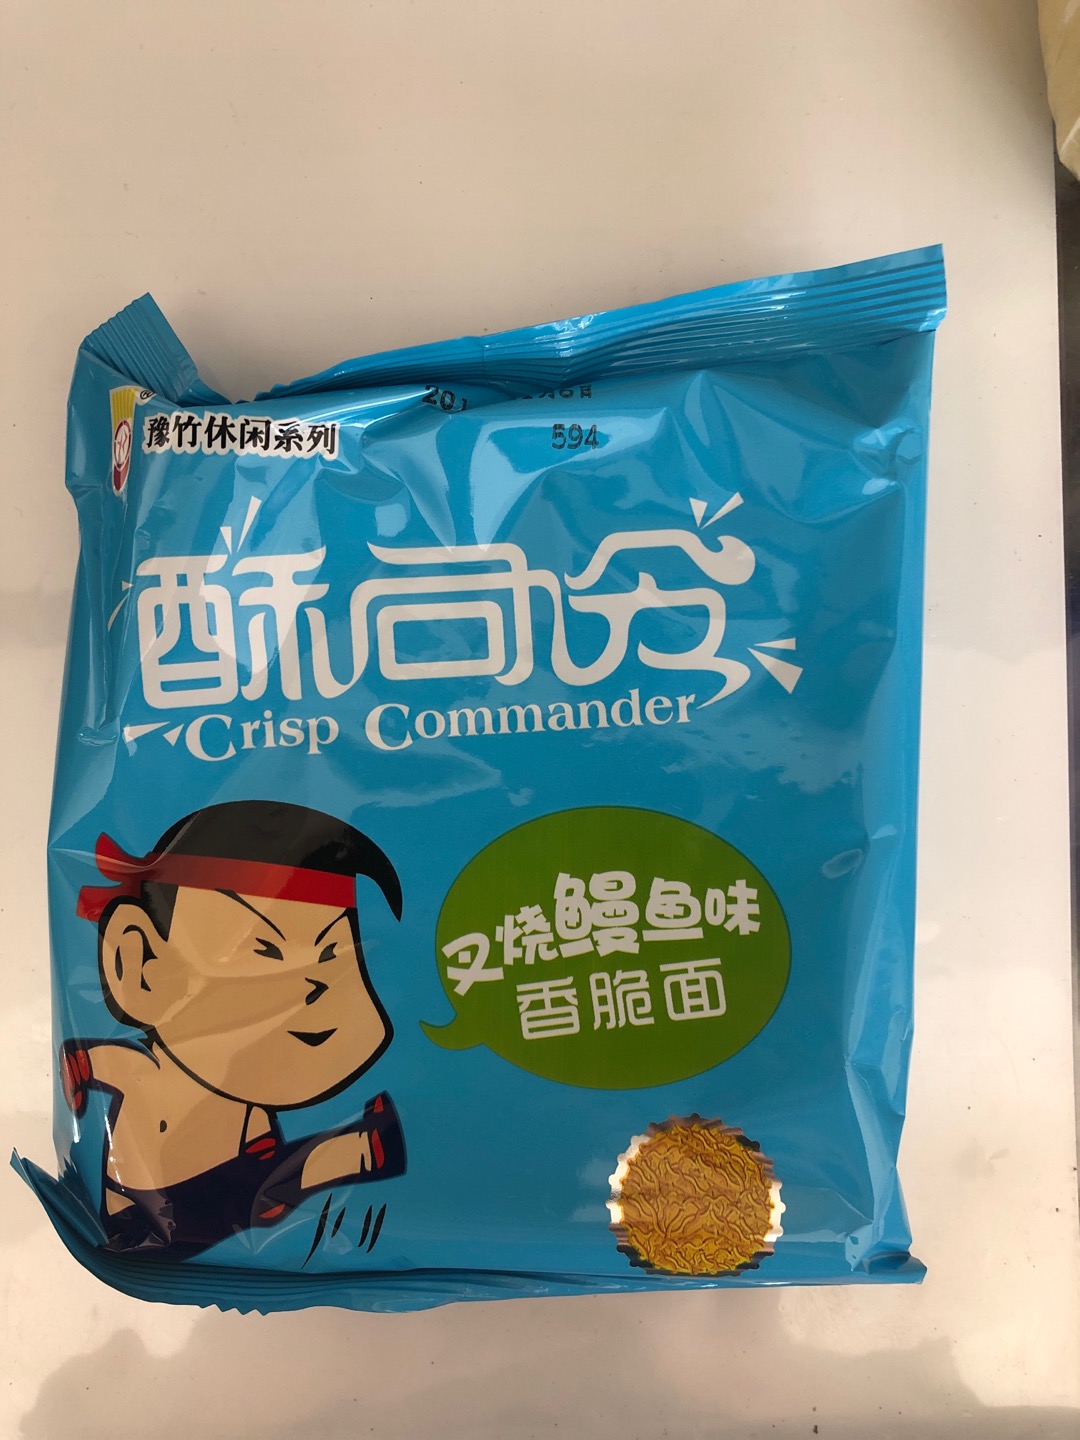 豫竹休闲系列
594
酥司令
Crisp Commander
叉烧鳗鱼味
香脆面